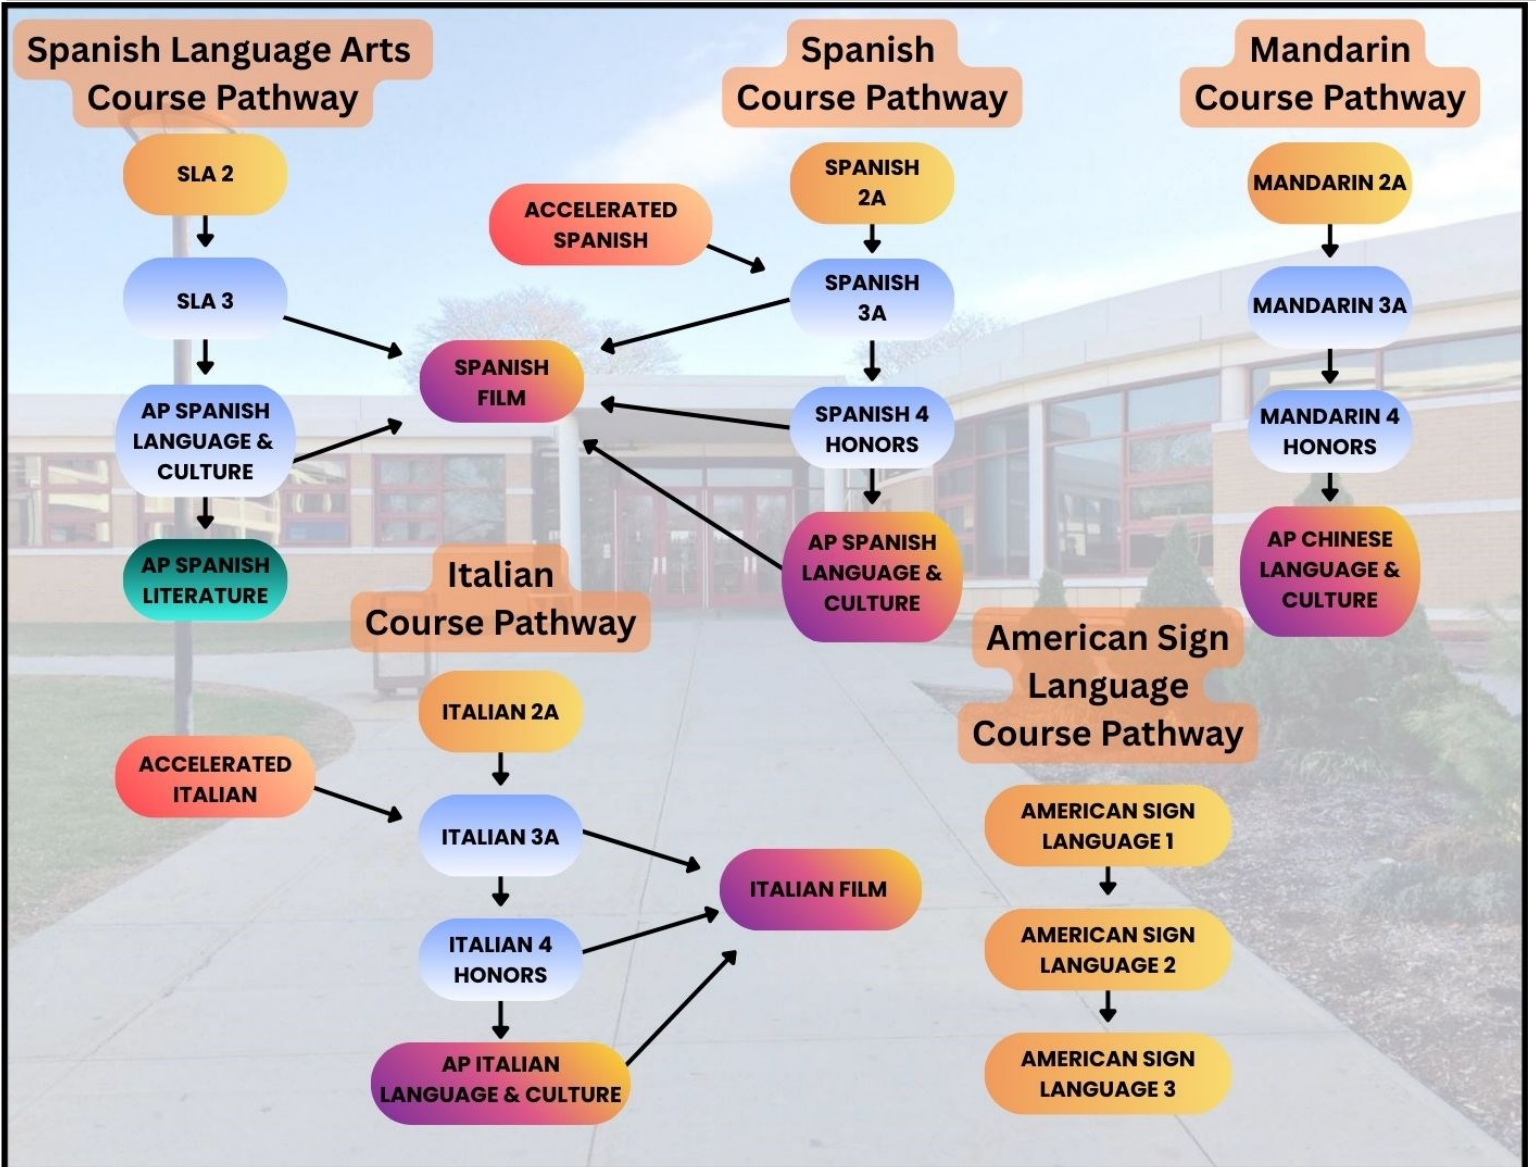 Spanish Language Arts
Course Pathway
SLA 2
SLA 3
AP SPANISH
LANGUAGE &
CULTURE
AP SPANISH
LITERATURE
SPANISH
FILM
Spanish
Course Pathway
ACCELERATED
SPANISH
SPANISH
2A
SPANISH
3A
SPANISH 4
HONORS
AP SPANISH
LANGUAGE &
CULTURE
Mandarin
Course Pathway
MANDARIN 2A
MANDARIN 3A
MANDARIN 4
HONORS
AP CHINESE
LANGUAGE &
CULTURE
Italian
Course Pathway
ITALIAN 2A
ACCELERATED
ITALIAN
ITALIAN 3A
ITALIAN 4
HONORS
AP ITALIAN
LANGUAGE & CULTURE
ITALIAN FILM
American Sign
Language
Course Pathway
AMERICAN SIGN
LANGUAGE 1
AMERICAN SIGN
LANGUAGE 2
AMERICAN SIGN
LANGUAGE 3